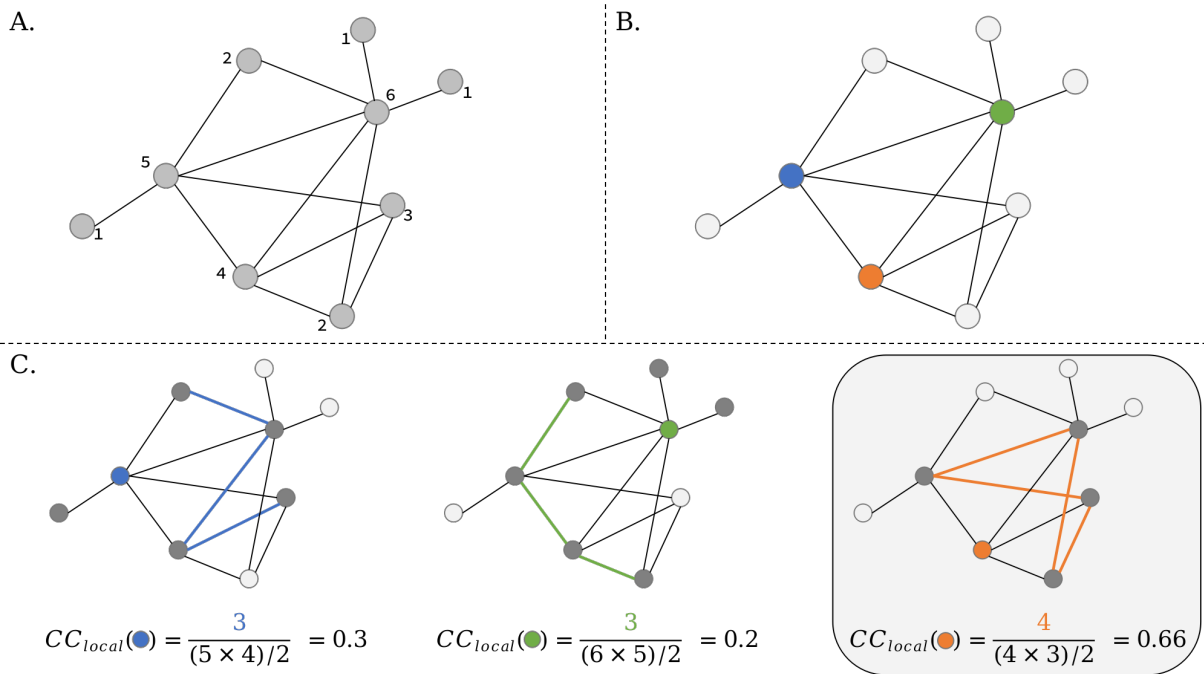 A.
B.
1
2
6
1
5
3
1
4
2
C.
CC_local( ) = 3/((5 × 4)/2) = 0.3
CC_local( ) = 3/((6 × 5)/2) = 0.2
CC_local( ) = 4/((4 × 3)/2) = 0.66